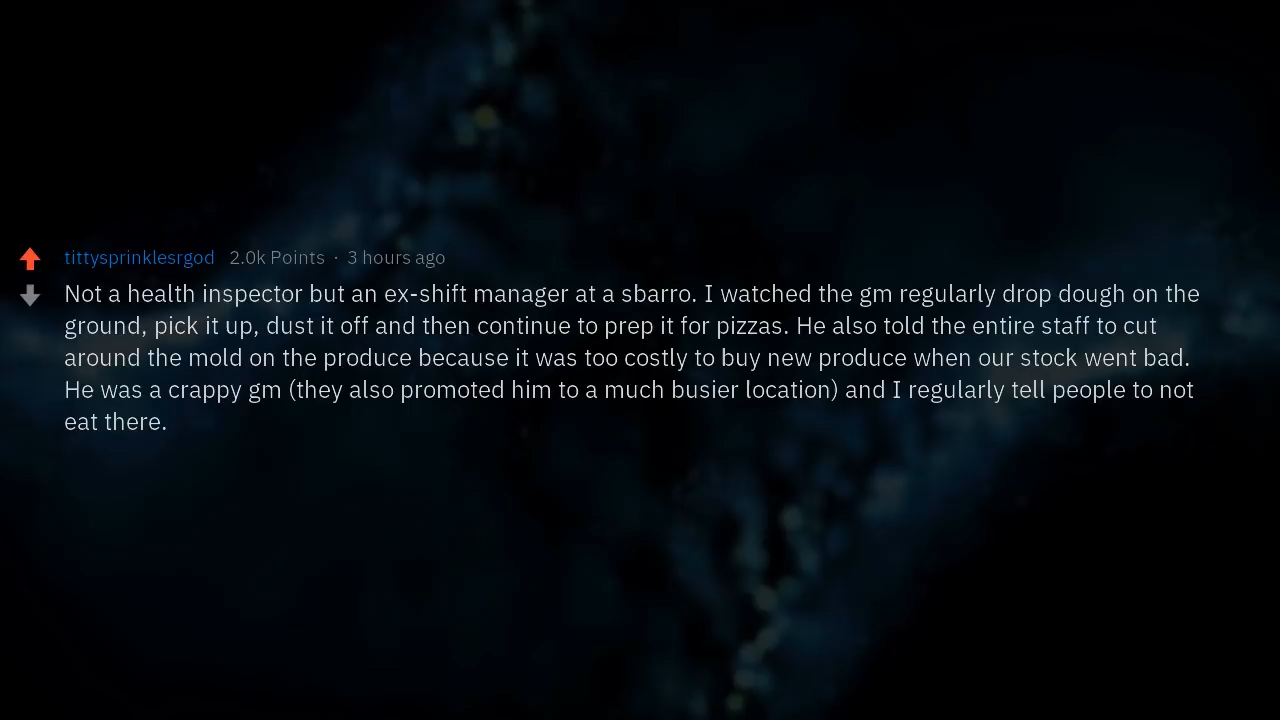 tittysprinklesrgod 2.0k Points · 3 hours ago
Not a health inspector but an ex-shift manager at a sbarro. I watched the gm regularly drop dough on the
ground, pick it up, dust it off and then continue to prep it for pizzas. He also told the entire staff to cut
around the mold on the produce because it was too costly to buy new produce when our stock went bad.
He was a crappy gm (they also promoted him to a much busier location) and I regularly tell people to not
eat there.